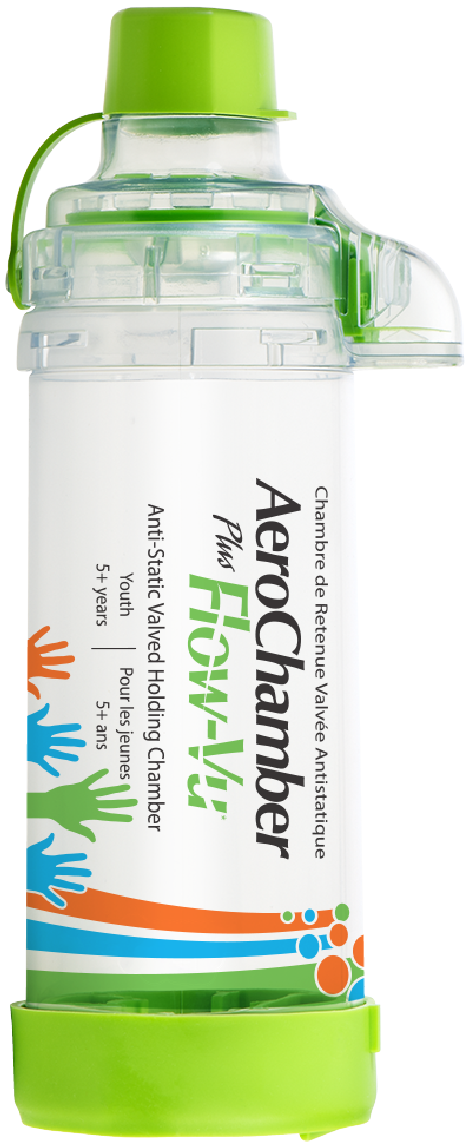 Chambre de Retenue Valvée Antistatique
AeroChamber
Plus Flow-Vu
Anti-Static Valved Holding Chamber
Youth
5+ years
Pour les jeunes
5+ ans